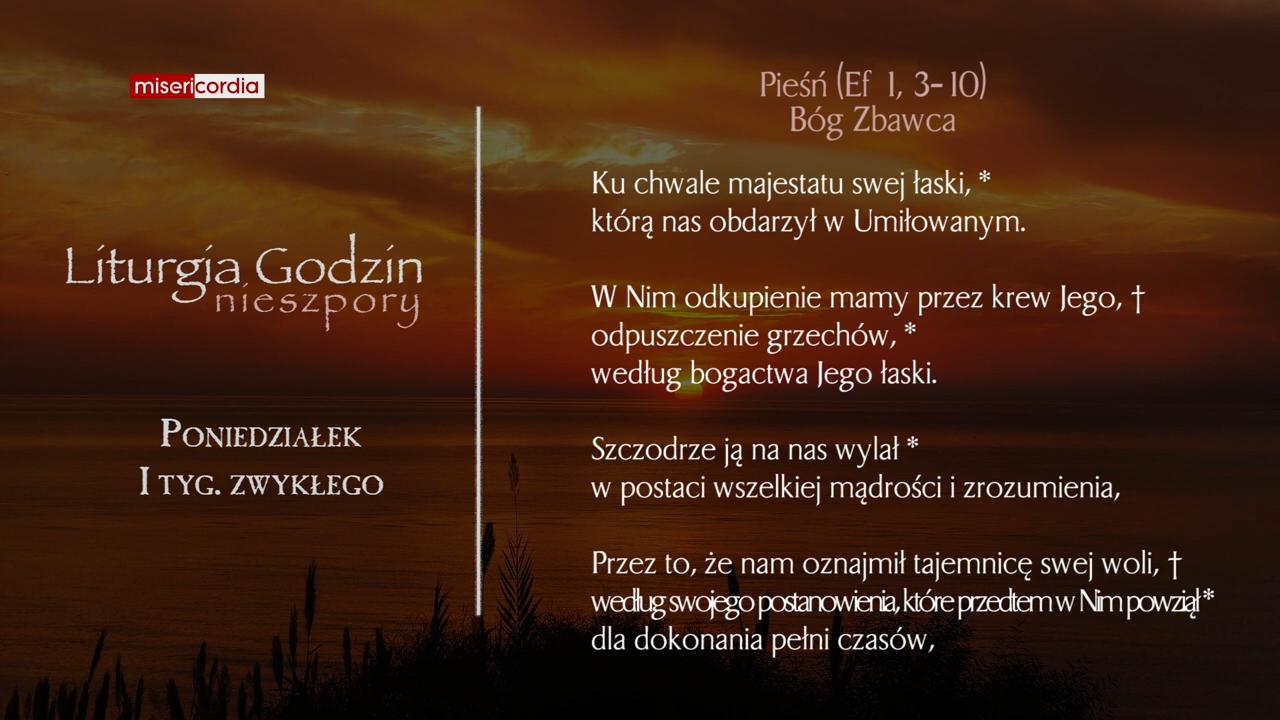 misericordia
Liturgia Godzin
nieszpory
Poniedziałek
I tyg. zwykłego
Pieśń (Ef 1, 3-10)
Bóg Zbawca
Ku chwale majestatu swej łaski, *
którą nas obdarzył w Umiłowanym.
W Nim odkupienie mamy przez krew Jego, †
odpuszczenie grzechów, *
według bogactwa Jego łaski.
Szczodrze ją na nas wylał *
w postaci wszelkiej mądrości i zrozumienia,
Przez to, że nam oznajmił tajemnicę swej woli, †
według swojego postanowienia, które przedtem w Nim powziął *
dla dokonania pełni czasów,